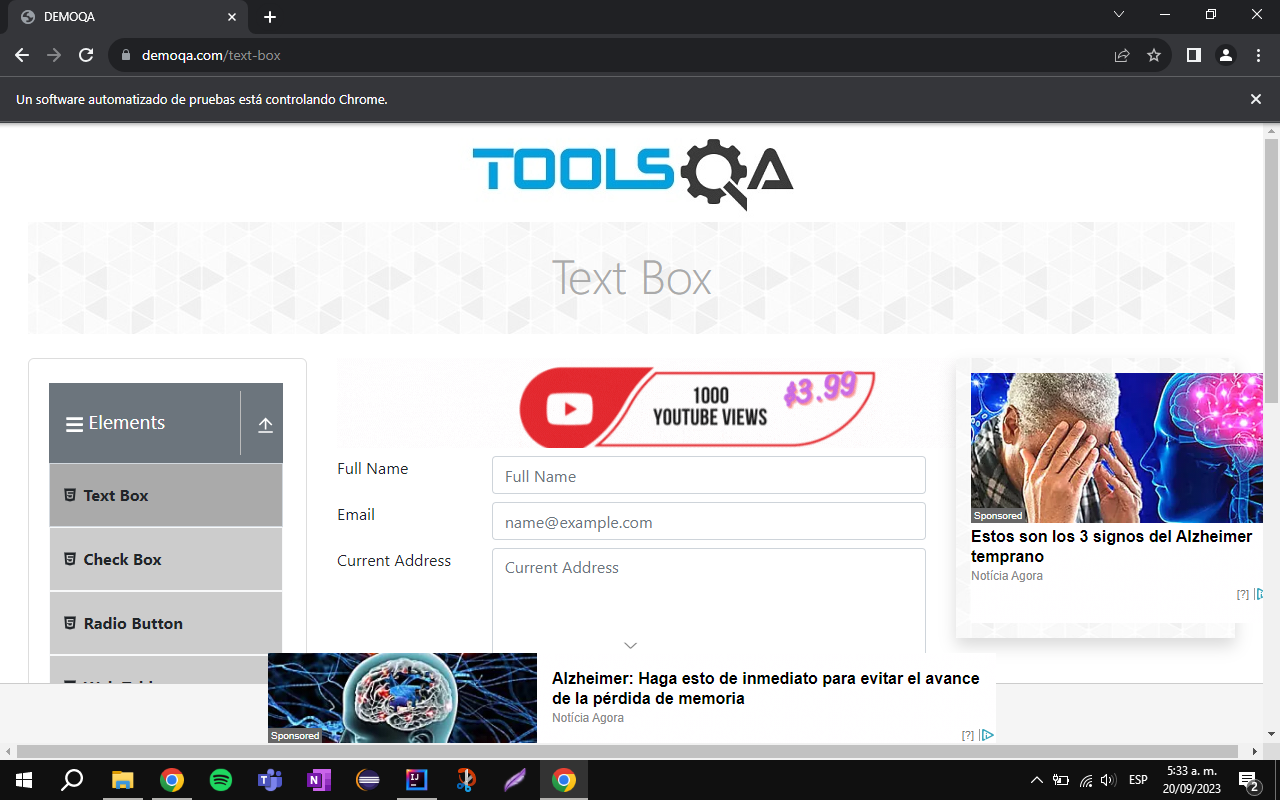 DEMOQA
demoqa.com/text-box
Un software automatizado de pruebas está controlando Chrome.
TOOLSQA
Text Box
Elements
Text Box
Check Box
Radio Button
1000
YOUTUBE VIEWS
$3.99
Full Name
Full Name
Email
name@example.com
Current Address
Current Address
Sponsored
Estos son los 3 signos del Alzheimer
temprano
Notícia Agora
[?]
Sponsored
Alzheimer: Haga esto de inmediato para evitar el avance
de la pérdida de memoria
Notícia Agora
[?]
ESP
5:33 a. m.
20/09/2023
2